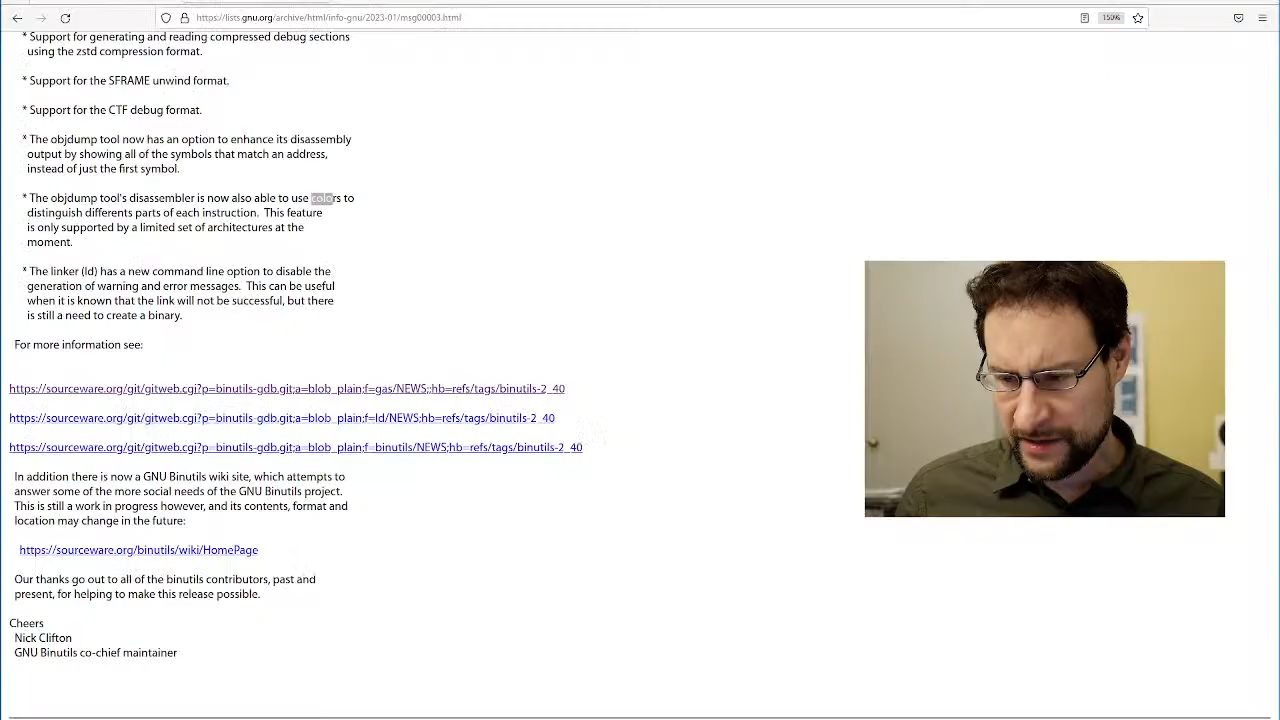 https://lists.gnu.org/archive/html/info-gnu/2023-01/msg00003.html
150%
* Support for generating and reading compressed debug sections
using the zstd compression format.
* Support for the SFRAME unwind format.
* Support for the CTF debug format.
* The objdump tool now has an option to enhance its disassembly
output by showing all of the symbols that match an address,
instead of just the first symbol.
* The objdump tool's disassembler is now also able to use colors to
distinguish differents parts of each instruction.  This feature
is only supported by a limited set of architectures at the
moment.
* The linker (ld) has a new command line option to disable the
generation of warning and error messages.  This can be useful
when it is known that the link will not be successful, but there
is still a need to create a binary.
For more information see:
https://sourceware.org/git/gitweb.cgi?p=binutils-gdb.git;a=blob_plain;f=gas/NEWS;;hb=refs/tags/binutils-2_40
https://sourceware.org/git/gitweb.cgi?p=binutils-gdb.git;a=blob_plain;f=ld/NEWS;hb=refs/tags/binutils-2_40
https://sourceware.org/git/gitweb.cgi?p=binutils-gdb.git;a=blob_plain;f=binutils/NEWS;hb=refs/tags/binutils-2_40
In addition there is now a GNU Binutils wiki site, which attempts to
answer some of the more social needs of the GNU Binutils project.
This is still a work in progress however, and its contents, format and
location may change in the future:
https://sourceware.org/binutils/wiki/HomePage
Our thanks go out to all of the binutils contributors, past and
present, for helping to make this release possible.
Cheers
Nick Clifton
GNU Binutils co-chief maintainer